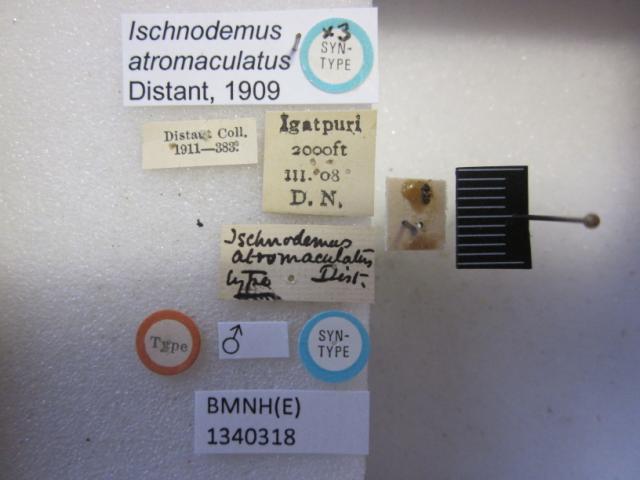 Ischnodemus
atromaculatus
Distant, 1909
x3
SYN-
TYPE
Distant Coll.
1911—383.
Igatpuri
2000ft
III. 08
D. N.
Ischnodemus
atromaculatus
type Dist.
Type
♂
SYN-
TYPE
BMNH(E)
1340318